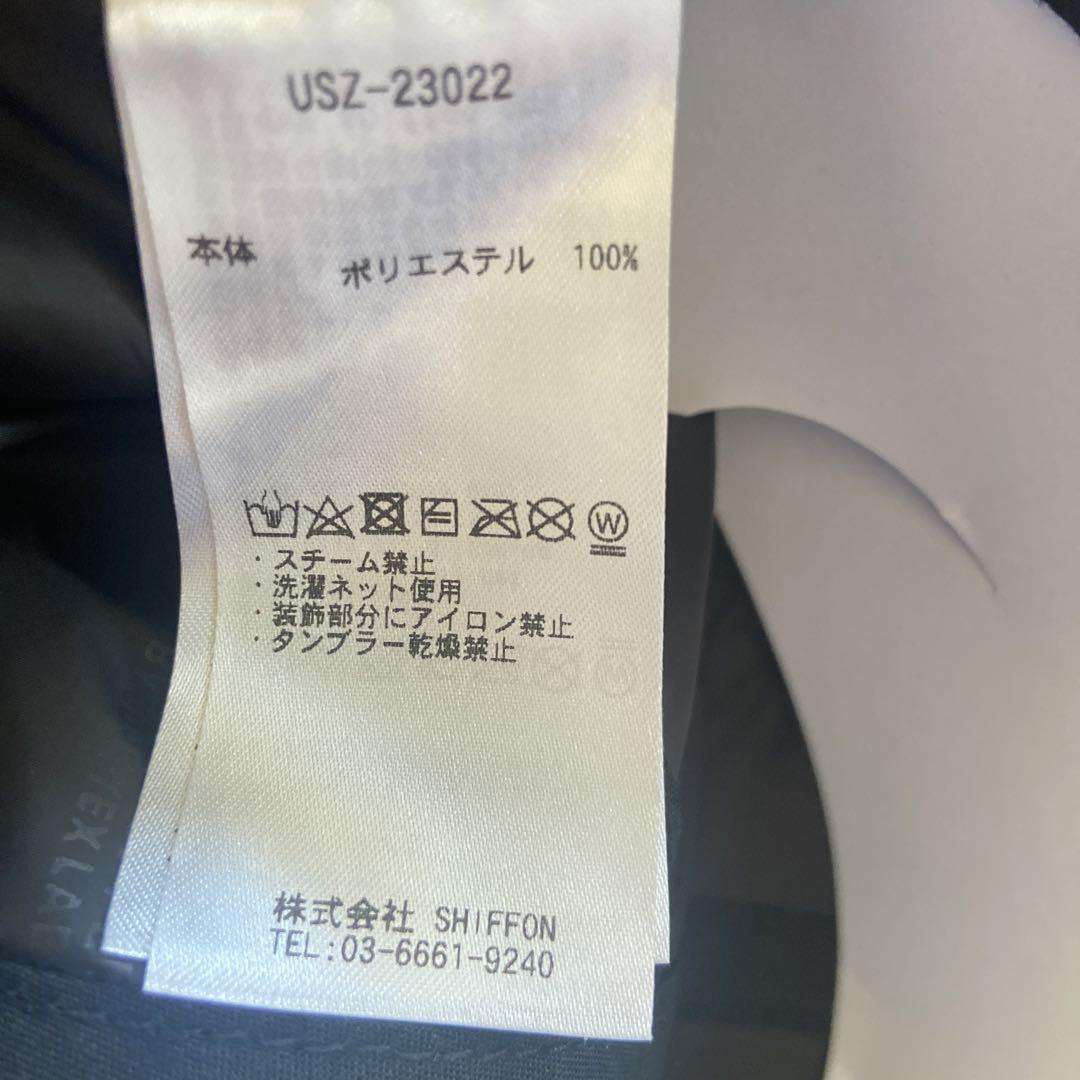 USZ-23022
本体 ポリエステル 100%
W
・スチーム禁止
・洗濯ネット使用
・装飾部分にアイロン禁止
・タンブラー乾燥禁止
株式会社 SHIFFON
TEL:03-6661-9240